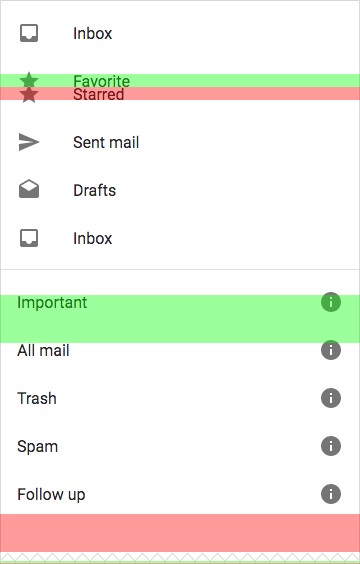 Inbox
Favorite
Starred
Sent mail
Drafts
Inbox
Important
All mail
Trash
Spam
Follow up